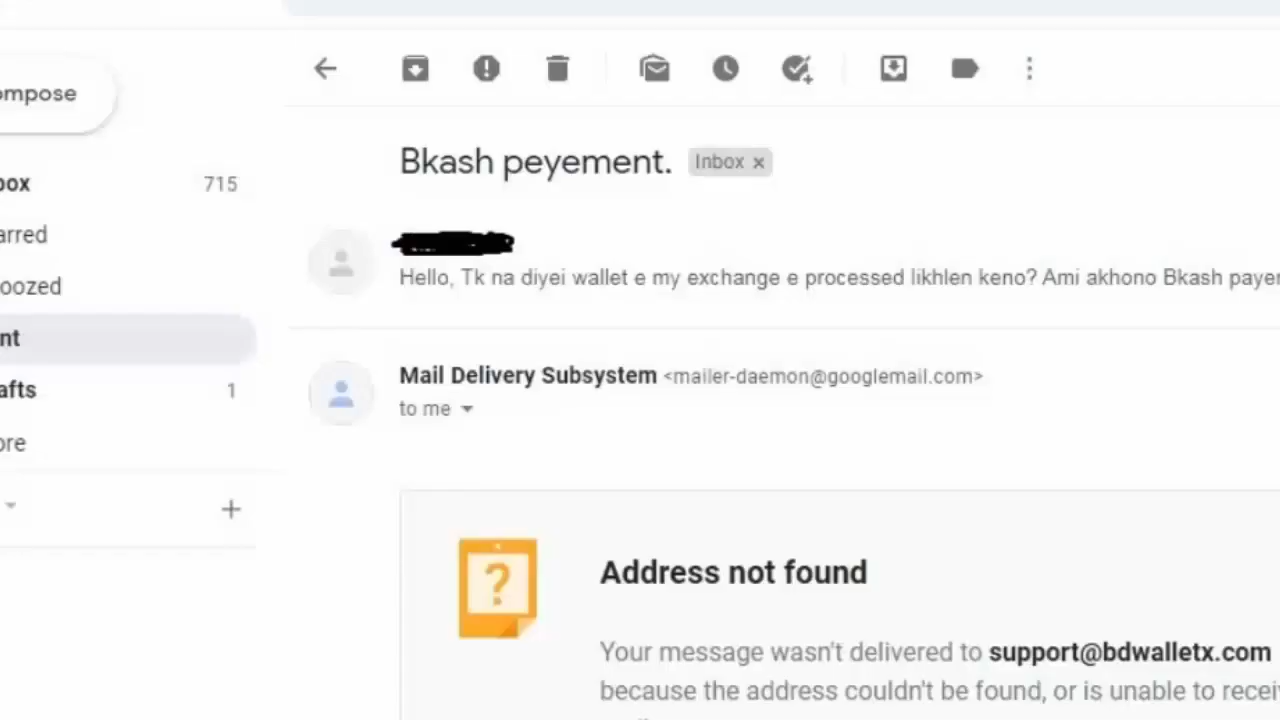 ompose
Bkash peyement. Inbox x
box 715
arred
Hello, Tk na diyei wallet e my exchange e processed likhlen keno? Ami akhono Bkash payer
oozed
nt
Mail Delivery Subsystem <mailer-daemon@googlemail.com>
afts 1
to me
ore
Address not found
Your message wasn't delivered to support@bdwalletx.com
because the address couldn't be found, or is unable to recei